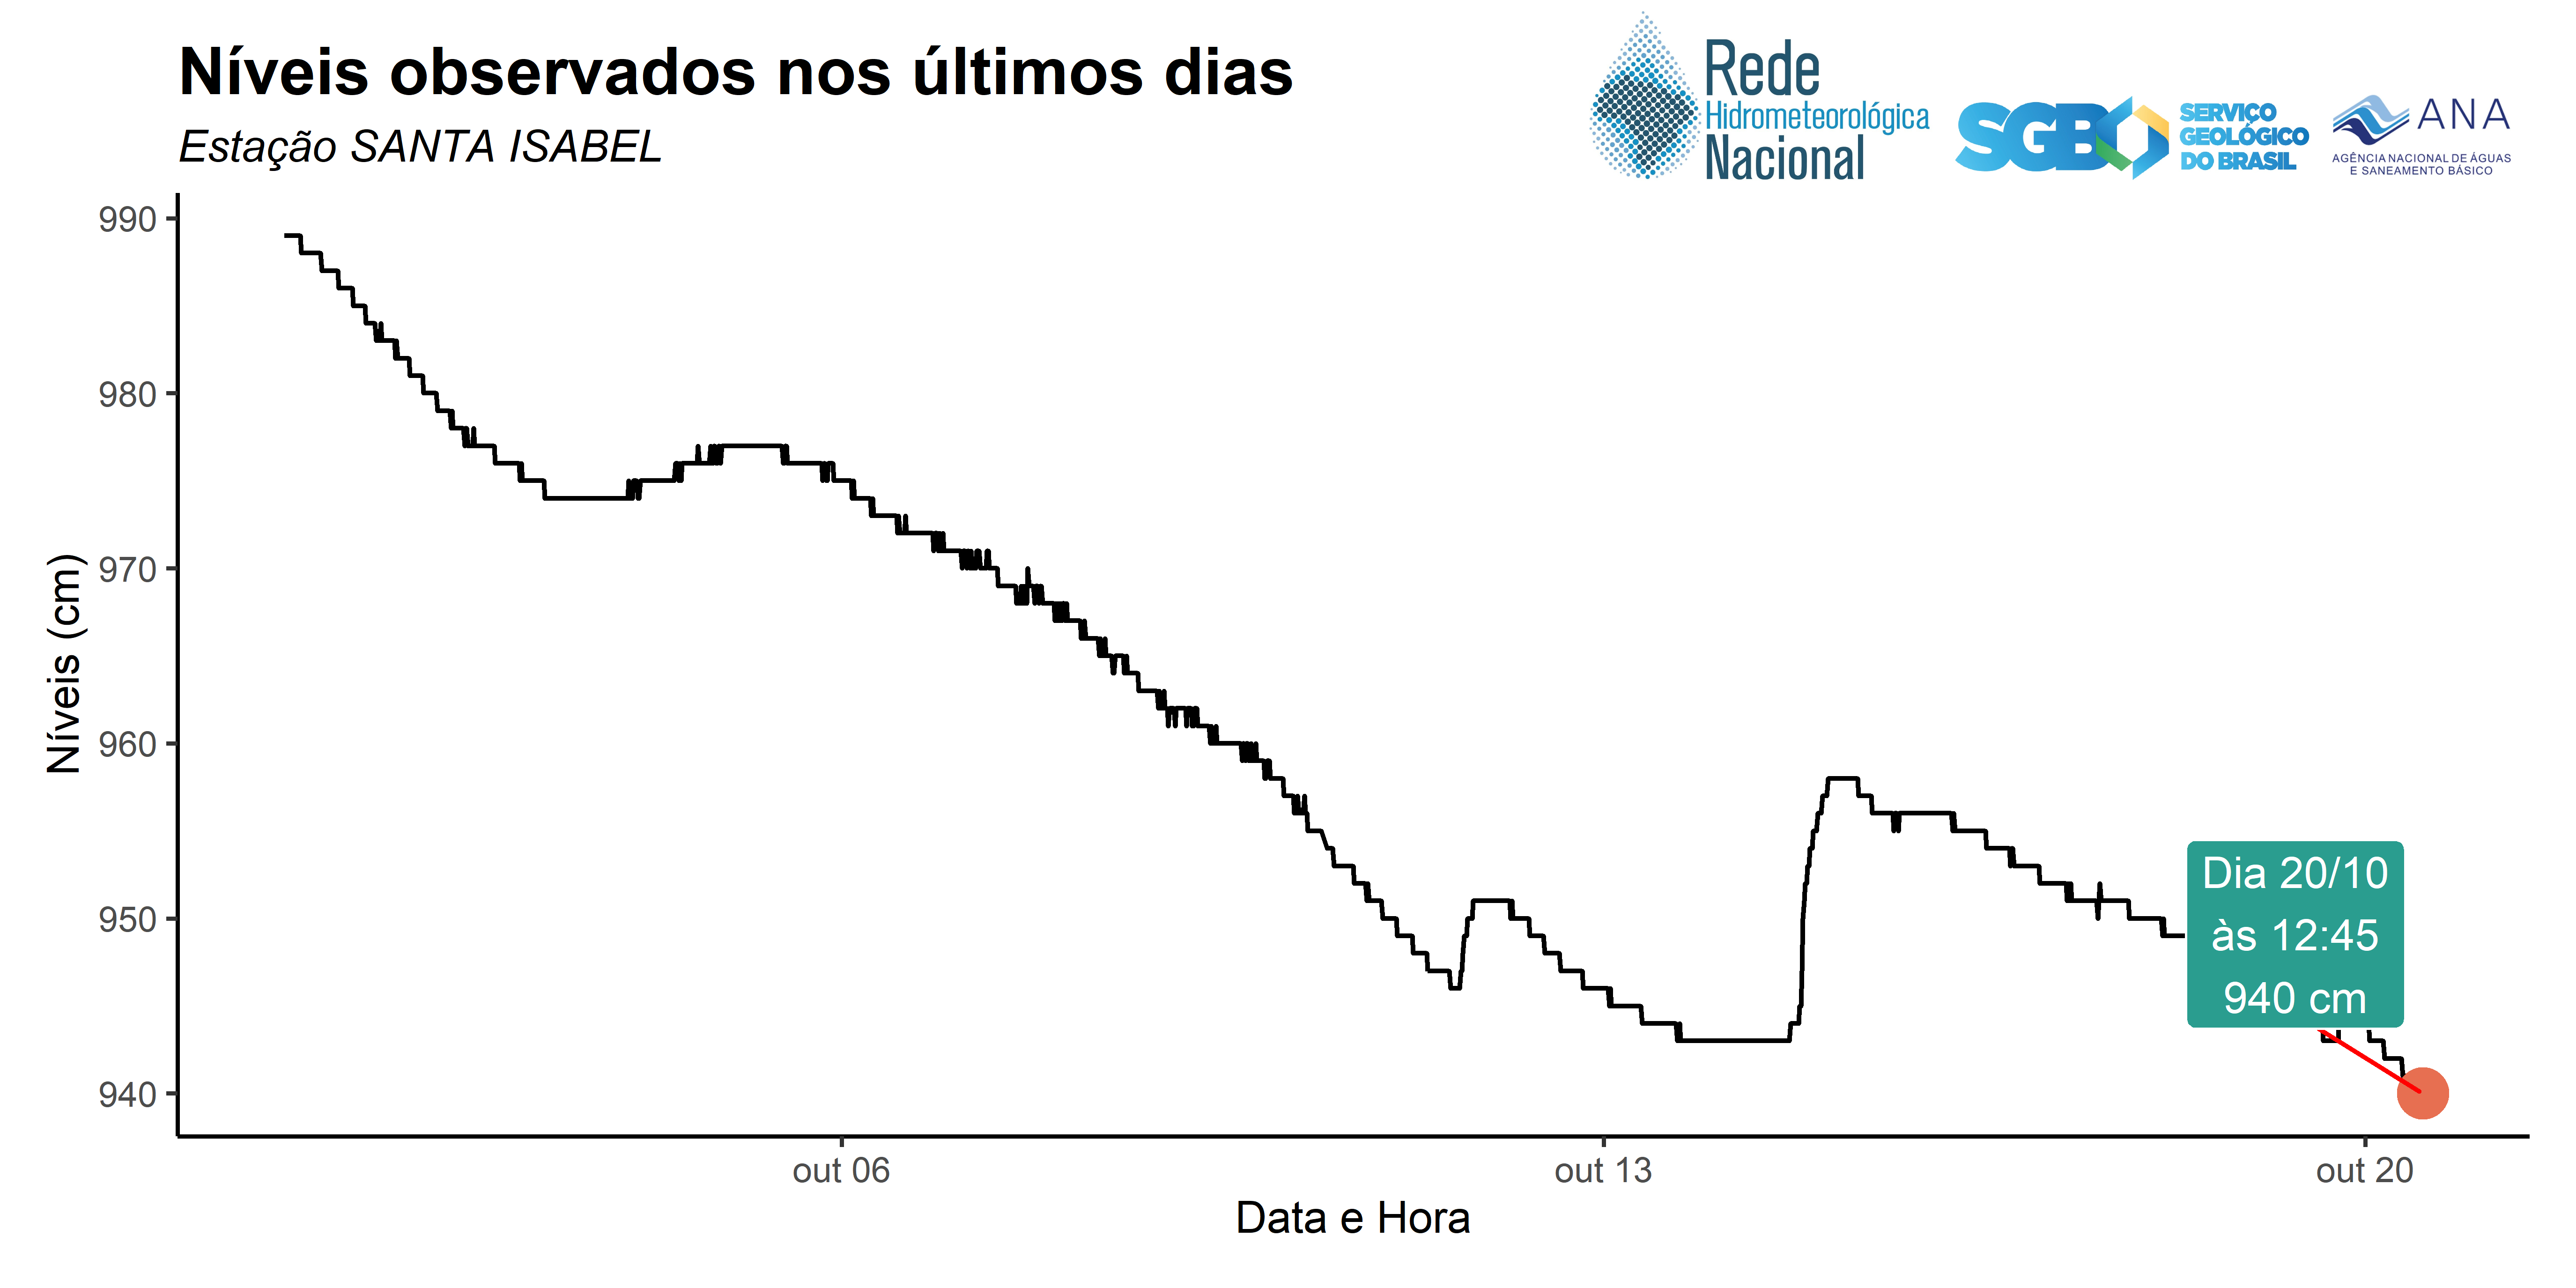 Níveis observados nos últimos dias
Estação SANTA ISABEL
Rede
Hidrometeorológica
Nacional
SGB
SERVIÇO
GEOLÓGICO
DO BRASIL
ANA
AGÊNCIA NACIONAL DE ÁGUAS
E SANEAMENTO BÁSICO
Níveis (cm)
990
980
970
960
950
940
Dia 20/10
às 12:45
940 cm
out 06
out 13
out 20
Data e Hora